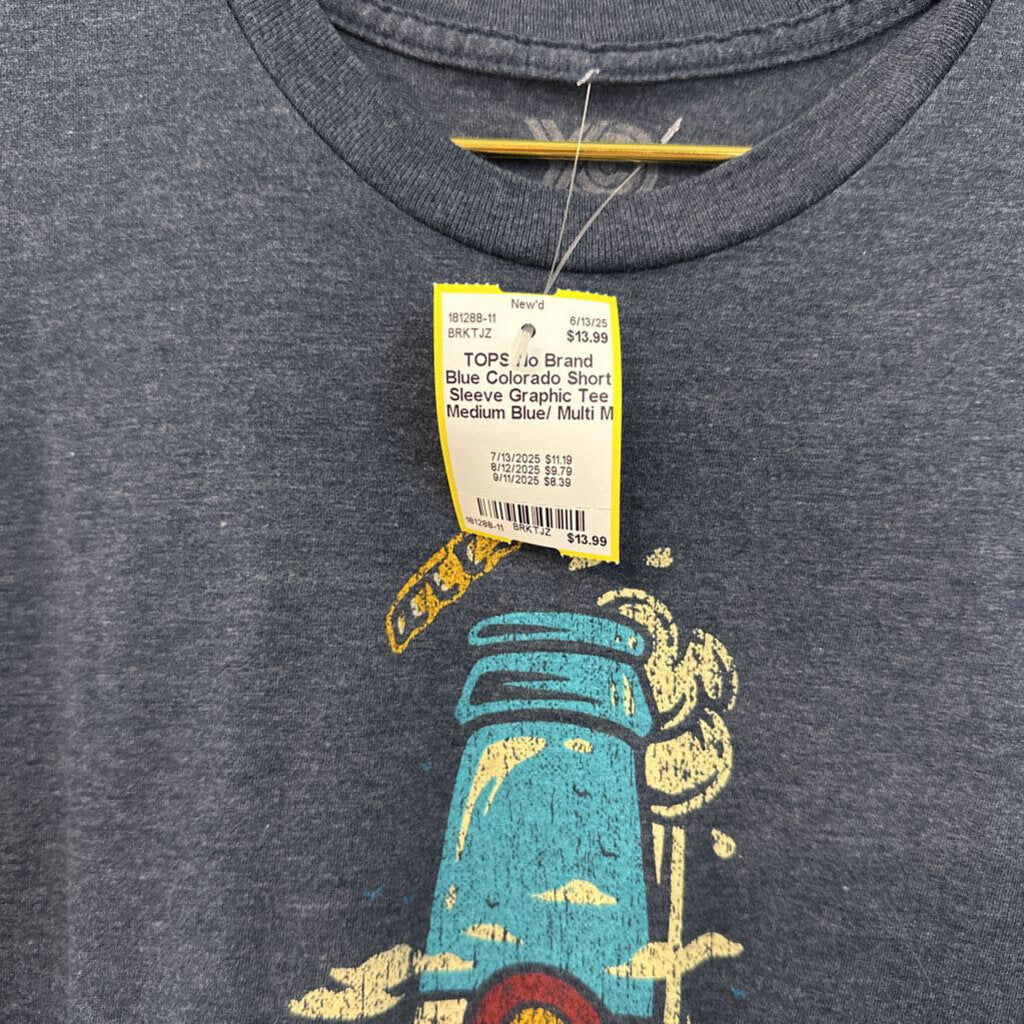 New'd
181288-11 6/13/25
BRKTJZ $13.99
TOPS No Brand
Blue Colorado Short
Sleeve Graphic Tee
Medium Blue/ Multi M
7/13/2025 $11.19
8/12/2025 $9.79
9/11/2025 $8.39
181288-11 BRKTJZ $13.99